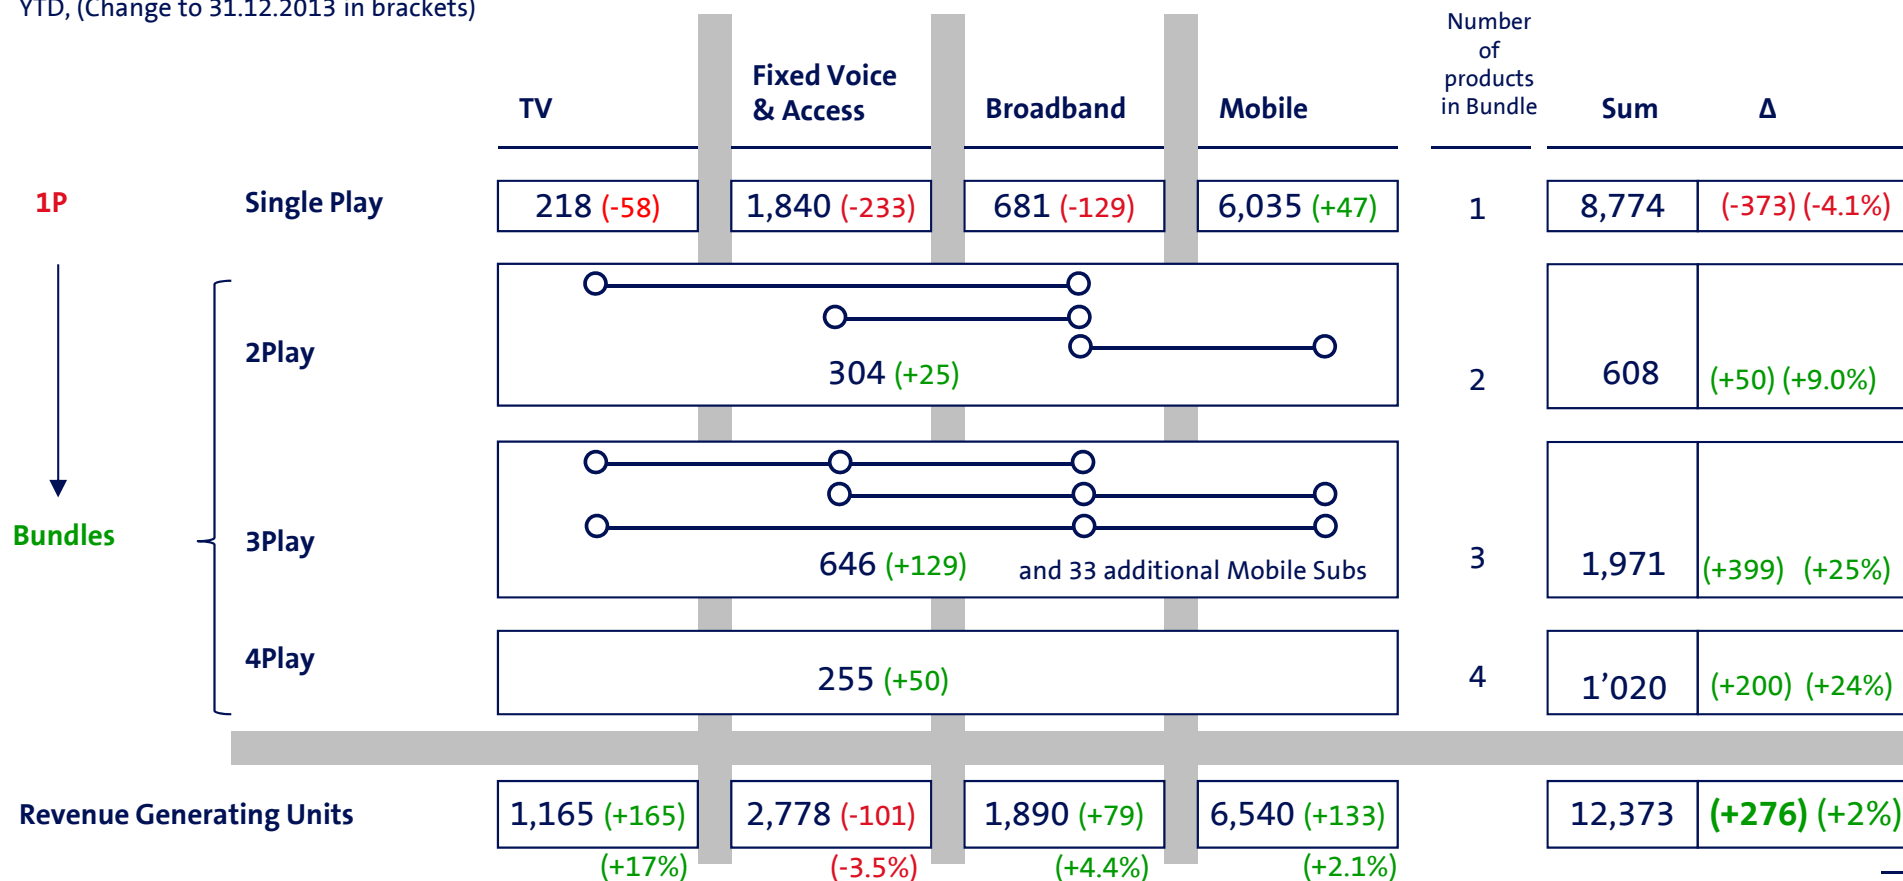 YTD, (Change to 31.12.2013 in brackets)
Number
of
products
in Bundle
TV
Fixed Voice
& Access
Broadband
Mobile
Sum
Δ
1P
Single Play
218 (-58)
1,840 (-233)
681 (-129)
6,035 (+47)
1
8,774
(-373) (-4.1%)
2Play
304 (+25)
2
608
(+50) (+9.0%)
Bundles
3Play
646 (+129)
and 33 additional Mobile Subs
3
1,971
(+399) (+25%)
4Play
255 (+50)
4
1’020
(+200) (+24%)
Revenue Generating Units
1,165 (+165)
2,778 (-101)
1,890 (+79)
6,540 (+133)
12,373
(+276) (+2%)
(+17%)
(-3.5%)
(+4.4%)
(+2.1%)